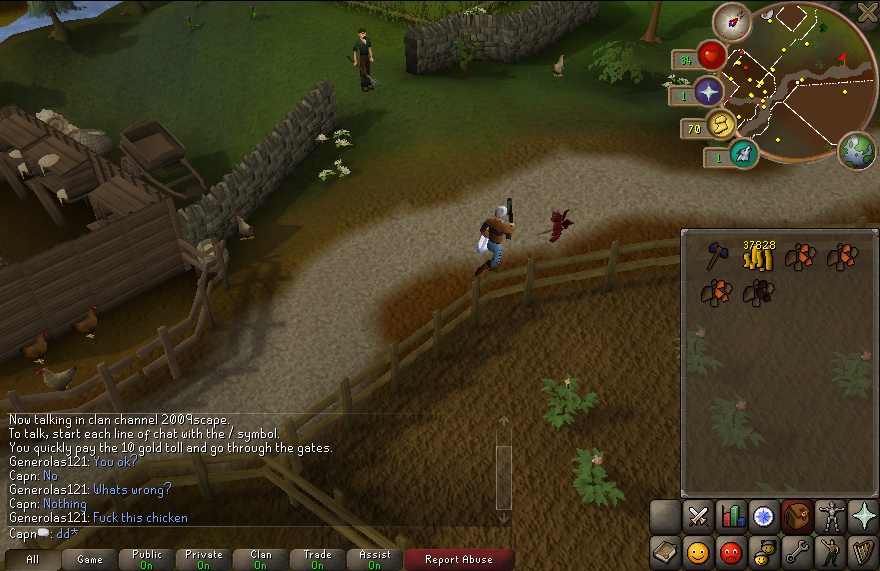 34
1
70
1
37828
Now talking in clan channel 2009scape.
To talk, start each line of chat with the / symbol.
You quickly pay the 10 gold toll and go through the gates.
Generolas121: You ok?
Capn: No
Generolas121: Whats wrong?
Capn: Nothing
Generolas121: Fuck this chicken
Capn: dd*
All
Game
Public
On
Private
On
Clan
On
Trade
On
Assist
On
Report Abuse